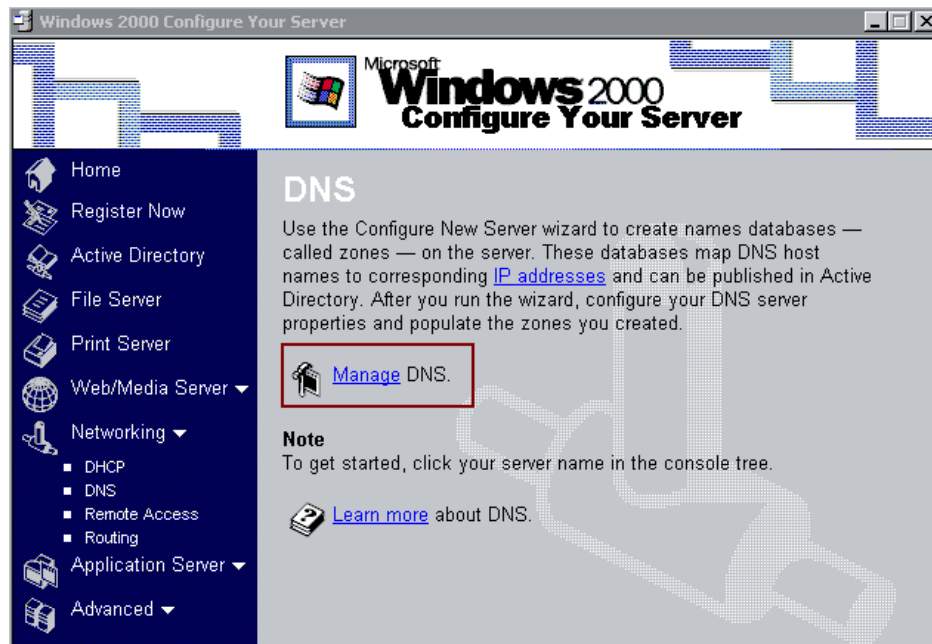 Windows 2000 Configure Your Server
Microsoft
Windows 2000
Configure Your Server
Home
Register Now
Active Directory
File Server
Print Server
Web/Media Server
Networking
DHCP
DNS
Remote Access
Routing
Application Server
Advanced
DNS
Use the Configure New Server wizard to create names databases —
called zones — on the server. These databases map DNS host
names to corresponding IP addresses and can be published in Active
Directory. After you run the wizard, configure your DNS server
properties and populate the zones you created.
Manage DNS.
Note
To get started, click your server name in the console tree.
Learn more about DNS.